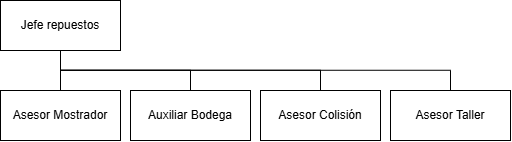 Jefe repuestos
Asesor Mostrador
Auxiliar Bodega
Asesor Colisión
Asesor Taller